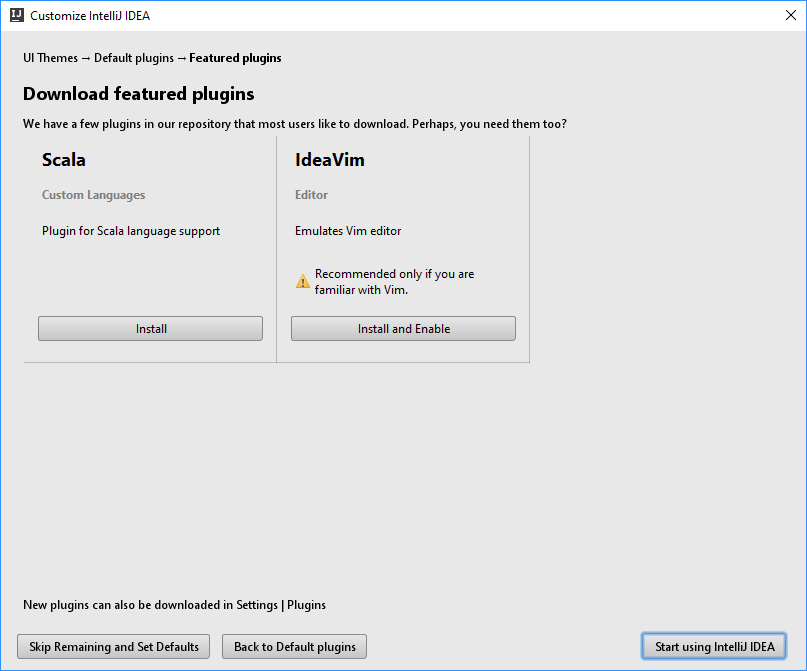 IJ
Customize IntelliJ IDEA
UI Themes → Default plugins → Featured plugins
Download featured plugins
We have a few plugins in our repository that most users like to download. Perhaps, you need them too?
Scala
Custom Languages
Plugin for Scala language support
Install
IdeaVim
Editor
Emulates Vim editor
Recommended only if you are
familiar with Vim.
Install and Enable
New plugins can also be downloaded in Settings | Plugins
Skip Remaining and Set Defaults
Back to Default plugins
Start using IntelliJ IDEA